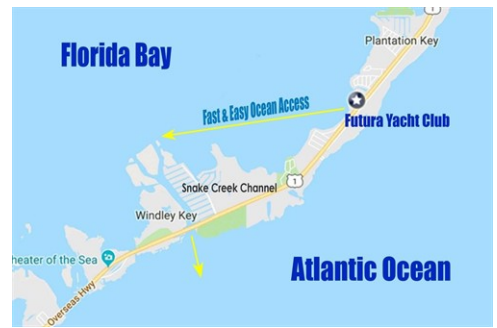 1
Plantation Key
Florida Bay
Fast & Easy Ocean Access
Futura Yacht Club
1
Snake Creek Channel
Windley Key
heater of the Sea
Atlantic Ocean
Overseas Hwy